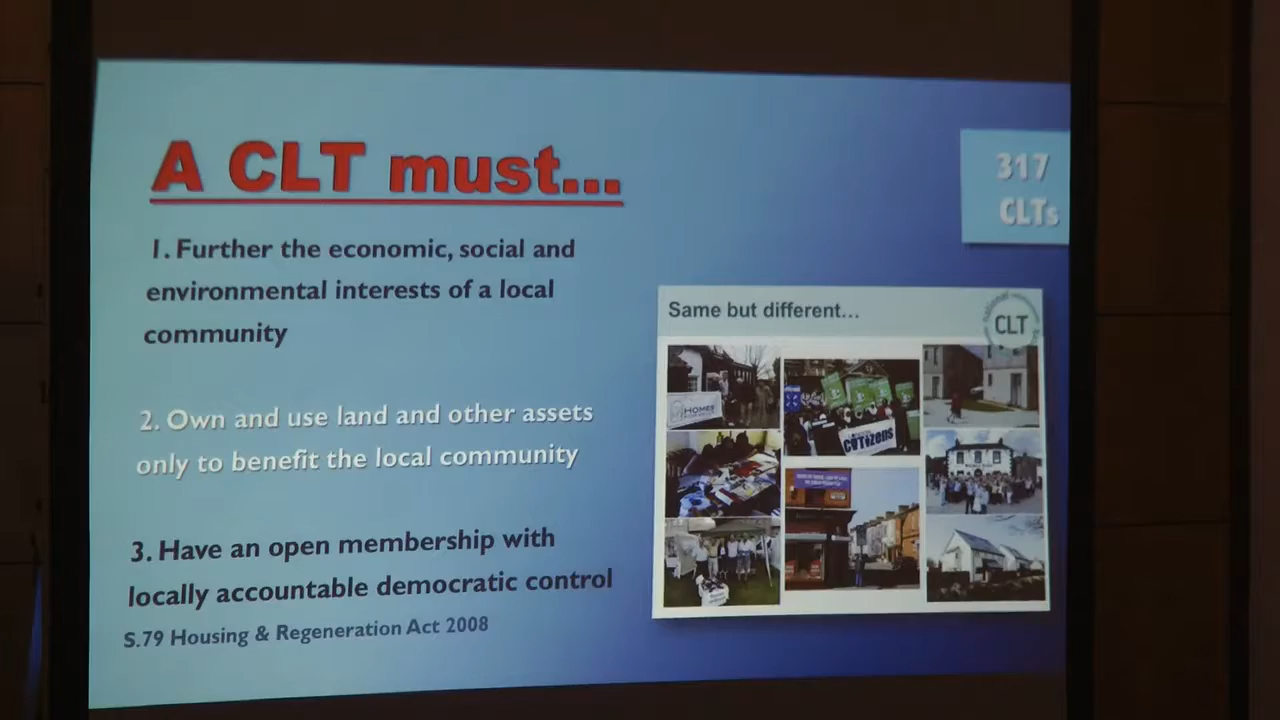 A CLT must...
317
CLTs
1. Further the economic, social and
environmental interests of a local
community
2. Own and use land and other assets
only to benefit the local community
3. Have an open membership with
locally accountable democratic control
S.79 Housing & Regeneration Act 2008
Same but different...
CLT
HOMES
CITIZENS